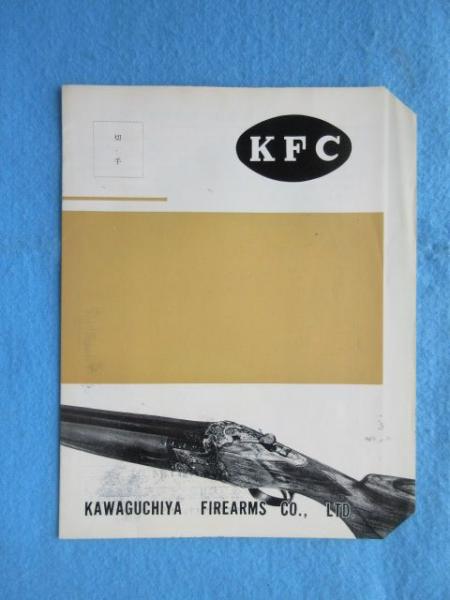 切
手
KFC
KAWAGUCHIYA FIREARMS CO., LTD